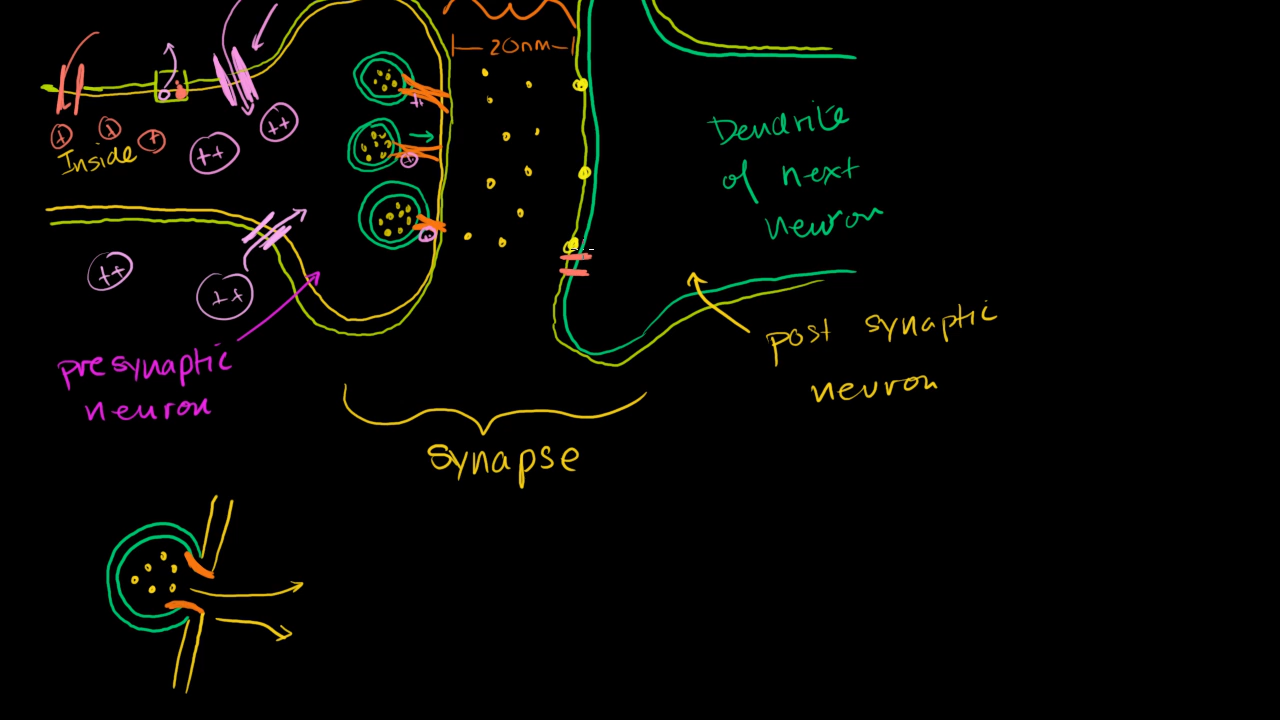 20nm
+
+ + +
Inside
++
++
+
Dendrite
of next
neuron
++
++
presynaptic
neuron
post synaptic
neuron
synapse